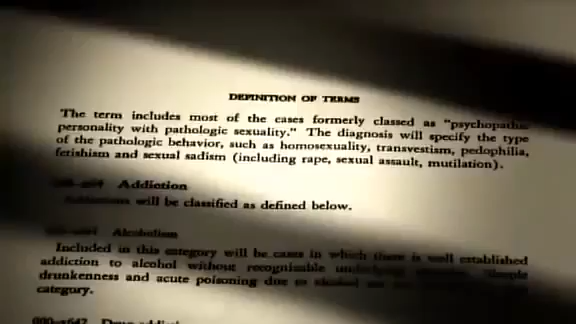 DEFINITION OF TERMS
The term includes most of the cases formerly classed as "psychopathic
personality with pathologic sexuality." The diagnosis will specify the type
of the pathologic behavior, such as homosexuality, transvestism, pedophilia,
fetishism and sexual sadism (including rape, sexual assault, mutilation).
Addiction
will be classified as defined below.
Alcoholism
Included in this category will be cases in which there is well established
addiction to alcohol without recognizable underlying
drunkenness and acute poisoning due to alcohol are
category.